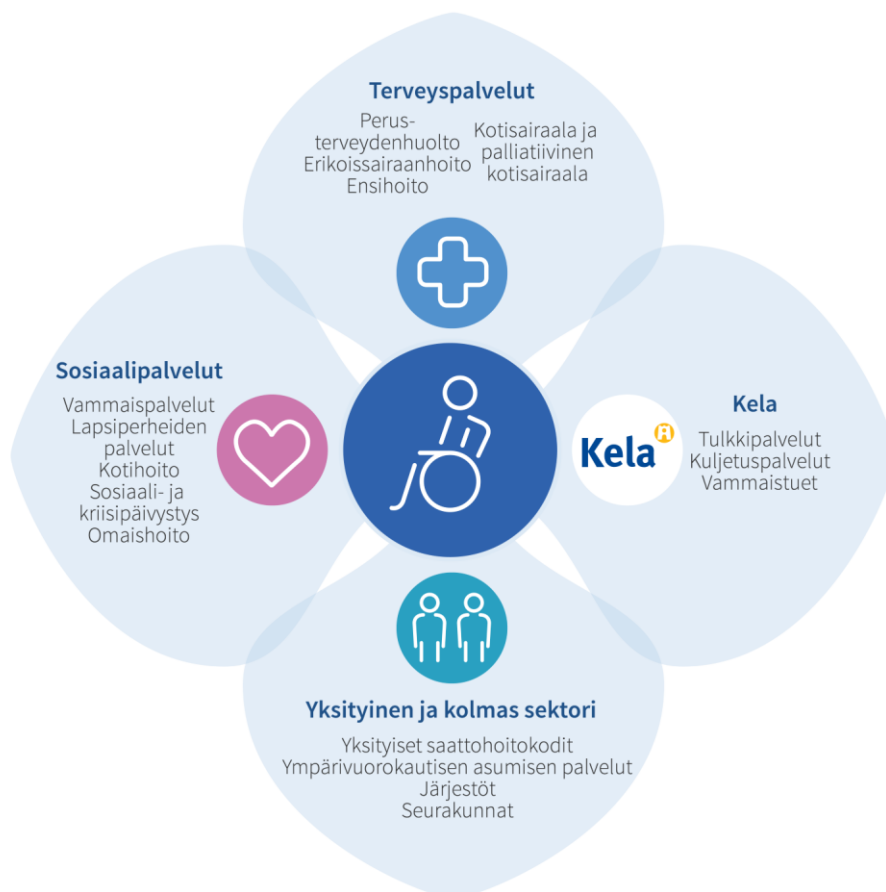 Terveyspalvelut
Perus-
terveydenhuolto
Erikoissairaanhoito
Ensihoito
Kotisairaala ja
palliatiivinen
kotisairaala
Sosiaalipalvelut
Vammaispalvelut
Lapsiperheiden
palvelut
Kotihoito
Sosiaali- ja
kriisipäivystys
Omaishoito
Kela
Kela
Tulkkipalvelut
Kuljetuspalvelut
Vammaistuet
Yksityinen ja kolmas sektori
Yksityiset saattohoitokodit
Ympärivuorokautisen asumisen palvelut
Järjestöt
Seurakunnat